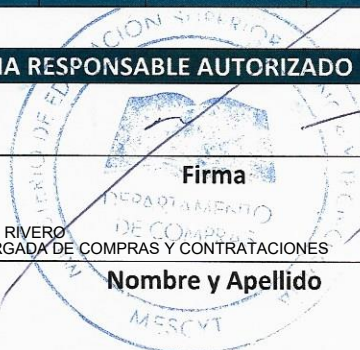 A RESPONSABLE AUTORIZADO
Firma
DEPARTAMENTO
DE COMPRAS
RIVERO
RGADA DE COMPRAS Y CONTRATACIONES
Nombre y Apellido
MESCYT